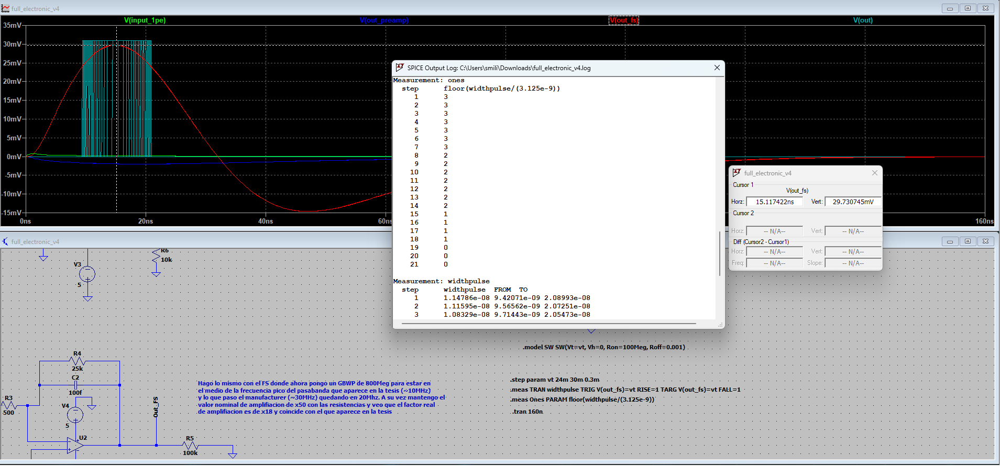 full_electronic_v4
V(input_1pe)
V(out_preamp)
V(out_fs)
V(out)
35mV
30mV
25mV
20mV
15mV
10mV
5mV
0mV
-5mV
-10mV
-15mV
0ns
20ns
40ns
60ns
160ns
SPICE Output Log: C:\Users\smili\Downloads\full_electronic_v4.log
Measurement: ones
step floor(widthpulse/(3.125e-9))
1 3
2 3
3 3
4 3
5 3
6 3
7 3
8 2
9 2
10 2
11 2
12 2
13 2
14 2
15 1
16 1
17 1
18 1
19 0
20 0
21 0
Measurement: widthpulse
step widthpulse FROM TO
1 1.14786e-08 9.42071e-09 2.08993e-08
2 1.11595e-08 9.56562e-09 2.07251e-08
3 1.08329e-08 9.71443e-09 2.05473e-08
full_electronic_v4
Cursor 1
V(out_fs)
Horz: 15.117422ns Vert: 29.730745mV
Cursor 2
Horz: -- N/A-- Vert: -- N/A--
Diff (Cursor2 - Cursor1)
Horz: -- N/A-- Vert: -- N/A--
Freq: -- N/A-- Slope: -- N/A--
full_electronic_v4
V3
5
R6
10k
R4
25k
C2
100f
R3
500
V4
5
U2
Out_FS
R5
100k
Hago lo mismo con el FS donde ahora pongo un GBWP de 800Meg para estar en
el medio de la frecuencia pico del pasabanda que aparece en la tesis (~10MHz)
y lo que paso el manufacturer (~30MHz) quedando en 20Mhz. A su vez mantengo el
valor nominal de amplifiacion de x50 con las resistencias y veo que el factor real
de amplifiacion es de x18 y coincide con el que aparece en la tesis
.model SW SW(Vt=vt, Vh=0, Ron=100Meg, Roff=0.001)
.step param vt 24m 30m 0.3m
.meas TRAN widthpulse TRIG V(out_fs)=vt RISE=1 TARG V(out_fs)=vt FALL=1
.meas Ones PARAM floor(widthpulse/(3.125e-9))
.tran 160n